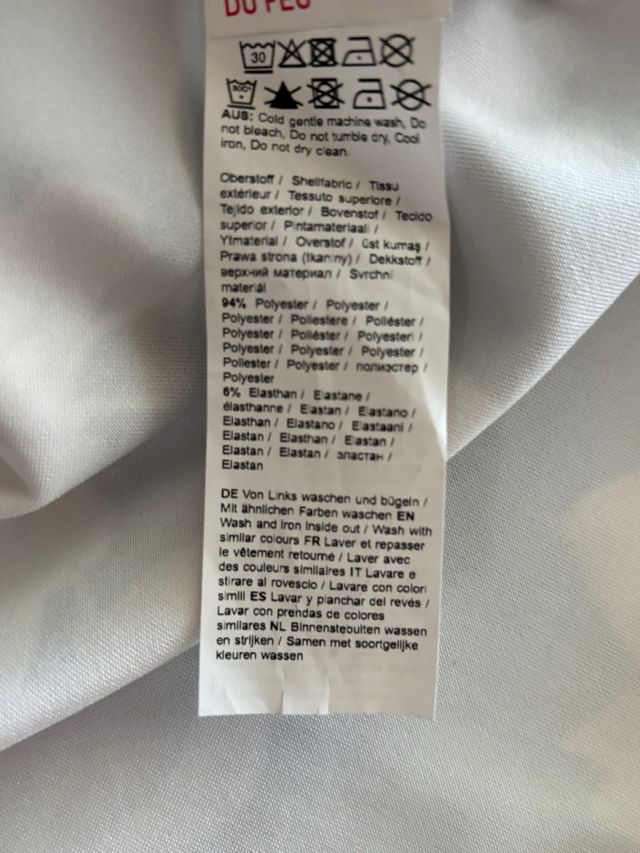 DU FEU
30
30C°
AUS: Cold gentle machine wash, Do
not bleach, Do not tumble dry, Cool
iron, Do not dry clean.
Oberstoff / Shellfabric / Tissu
extérieur / Tessuto superiore /
Tejido exterior / Bovenstof / Tecido
superior / Pintamateriaali /
Ytmaterial / Overstof / üst kumaş /
Prawa strona (tkaniny) / Dekkstoff /
верхний материал / Svrchní
materiál
94% Polyester / Polyester /
Polyester / Poliestere / Poliéster /
Polyester / Poliéster / Polyesteri /
Polyester / Polyester / Polyester /
Poliester / Polyester / полиэстер /
Polyester
6% Elasthan / Elastane /
élasthanne / Elastan / Elastano /
Elasthan / Elastano / Elastaani /
Elastan / Elasthan / Elastan /
Elastan / Elastan / эластан /
Elastan
DE Von Links waschen und bügeln /
Mit ähnlichen Farben waschen EN
Wash and iron inside out / Wash with
similar colours FR Laver et repasser
le vêtement retourné / Laver avec
des couleurs similaires IT Lavare e
stirare al rovescio / Lavare con colori
simili ES Lavar y planchar del revés /
Lavar con prendas de colores
similares NL Binnenstebuiten wassen
en strijken / Samen met soortgelijke
kleuren wassen